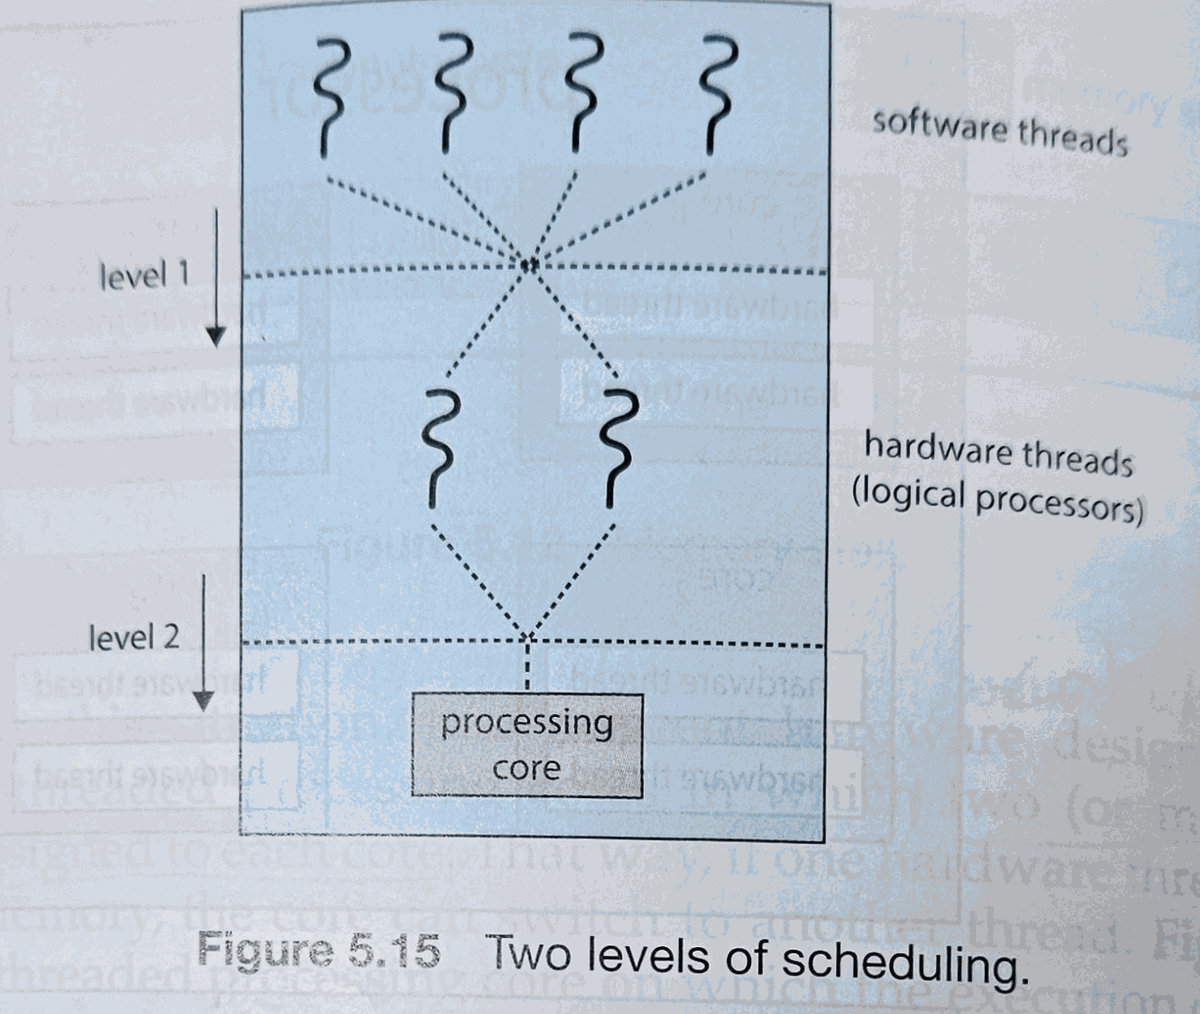 software threads
level 1
hardware threads
(logical processors)
level 2
processing
core
Figure 5.15 Two levels of scheduling.